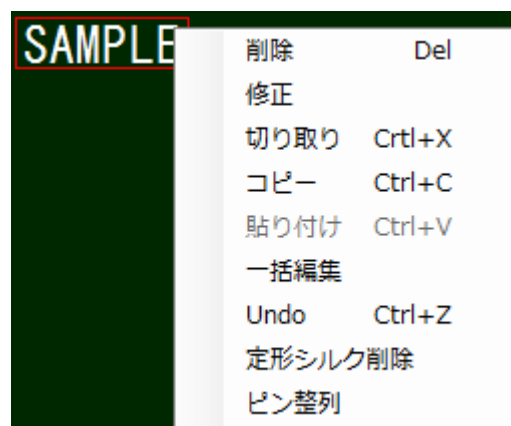 SAMPLE
削除 Del
修正
切り取り Crtl+X
コピー Ctrl+C
貼り付け Ctrl+V
一括編集
Undo Ctrl+Z
定形シルク削除
ピン整列